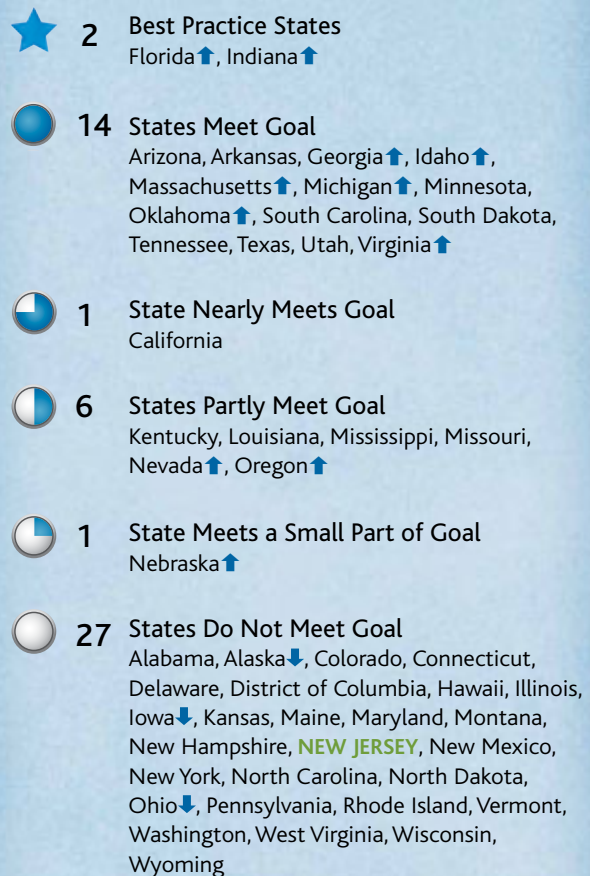 2 Best Practice States
Florida⬆, Indiana⬆
14 States Meet Goal
Arizona, Arkansas, Georgia⬆, Idaho⬆,
Massachusetts⬆, Michigan⬆, Minnesota,
Oklahoma⬆, South Carolina, South Dakota,
Tennessee, Texas, Utah, Virginia⬆
1 State Nearly Meets Goal
California
6 States Partly Meet Goal
Kentucky, Louisiana, Mississippi, Missouri,
Nevada⬆, Oregon⬆
1 State Meets a Small Part of Goal
Nebraska⬆
27 States Do Not Meet Goal
Alabama, Alaska⬇, Colorado, Connecticut,
Delaware, District of Columbia, Hawaii, Illinois,
Iowa⬇, Kansas, Maine, Maryland, Montana,
New Hampshire, NEW JERSEY, New Mexico,
New York, North Carolina, North Dakota,
Ohio⬇, Pennsylvania, Rhode Island, Vermont,
Washington, West Virginia, Wisconsin,
Wyoming